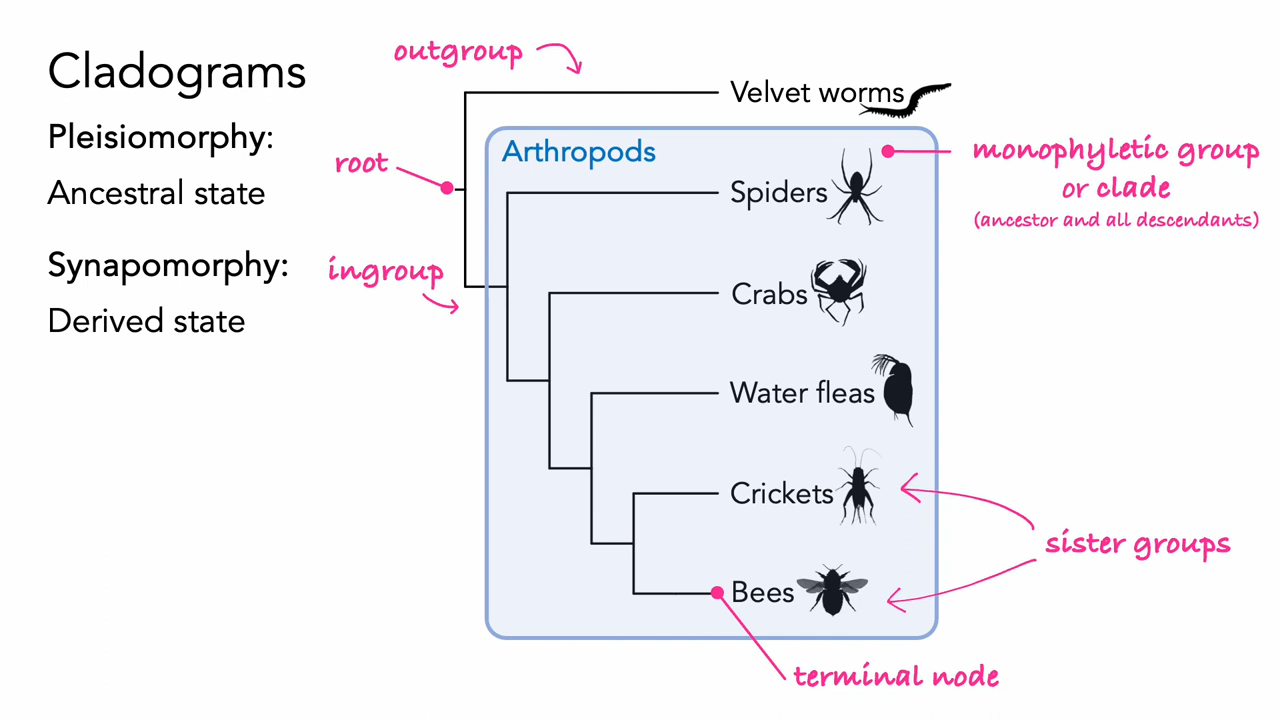 Cladograms
Pleisiomorphy:
Ancestral state
Synapomorphy:
Derived state
outgroup
root
ingroup
Velvet worms
Arthropods
Spiders
Crabs
Water fleas
Crickets
Bees
monophyletic group
or clade
(ancestor and all descendants)
sister groups
terminal node